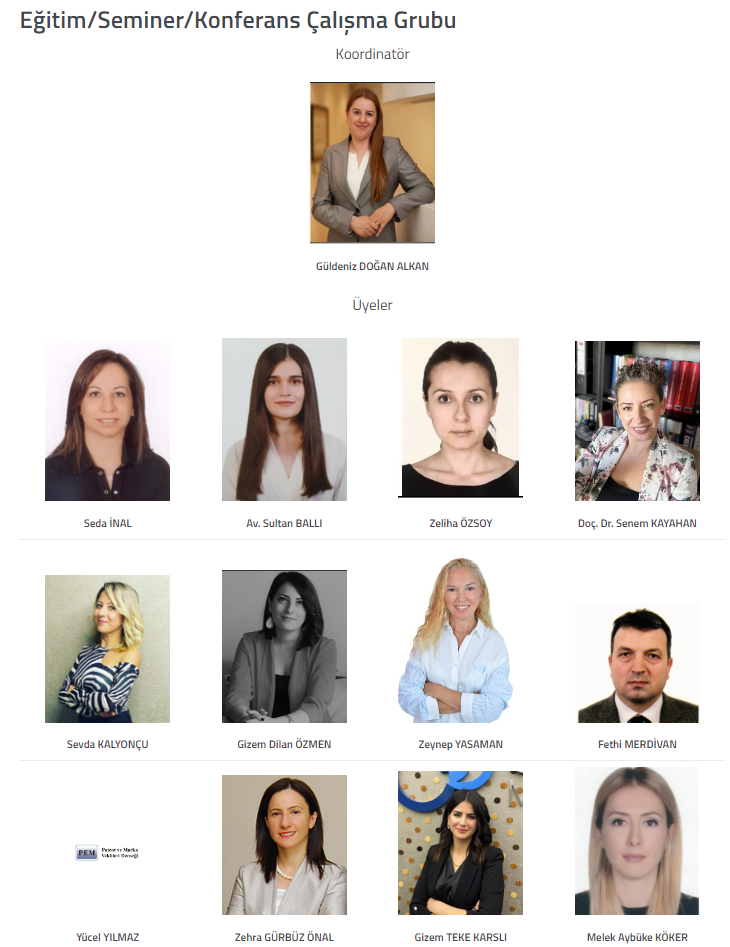 Eğitim/Seminer/Konferans Çalışma Grubu
Koordinatör
Güldeniz DOĞAN ALKAN
Üyeler
Seda İNAL
Av. Sultan BALLI
Zeliha ÖZSOY
Doç. Dr. Senem KAYAHAN
Sevda KALYONÇU
Gizem Dilan ÖZMEN
Zeynep YASAMAN
Fethi MERDİVAN
PEM
Patent ve Marka
Vekilleri Derneği
Yücel YILMAZ
Zehra GÜRBÜZ ÖNAL
Gizem TEKE KARSLI
Melek Aybüke KÖKER